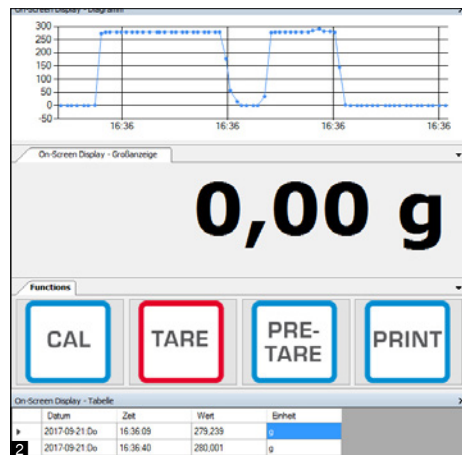 On-Screen Display - Diagramm
300
250
200
150
100
50
0
-50
16:36 16:36 16:36 16:36
On-Screen Display - Großanzeige
0,00 g
Functions
CAL TARE PRE-TARE PRINT
On-Screen Display - Tabelle
Datum Zeit Wert Einheit
2017-09-21:Do 16:36:09 279,239 g
2 2017-09-21:Do 16:36:40 280,001 g